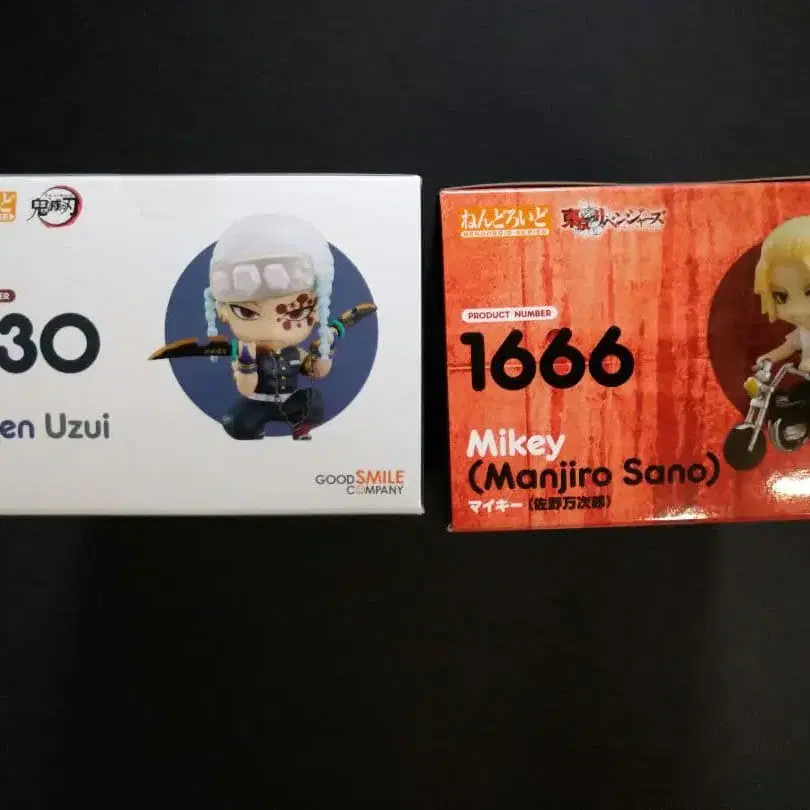 ど
鬼滅の刃
30
en Uzui
GOOD SMILE
COMPANY
ねんどろいど
NENDOROID SERIES
東京リベンジャーズ
PRODUCT NUMBER
1666
Mikey
(Manjiro Sano)
マイキー（佐野万次郎）